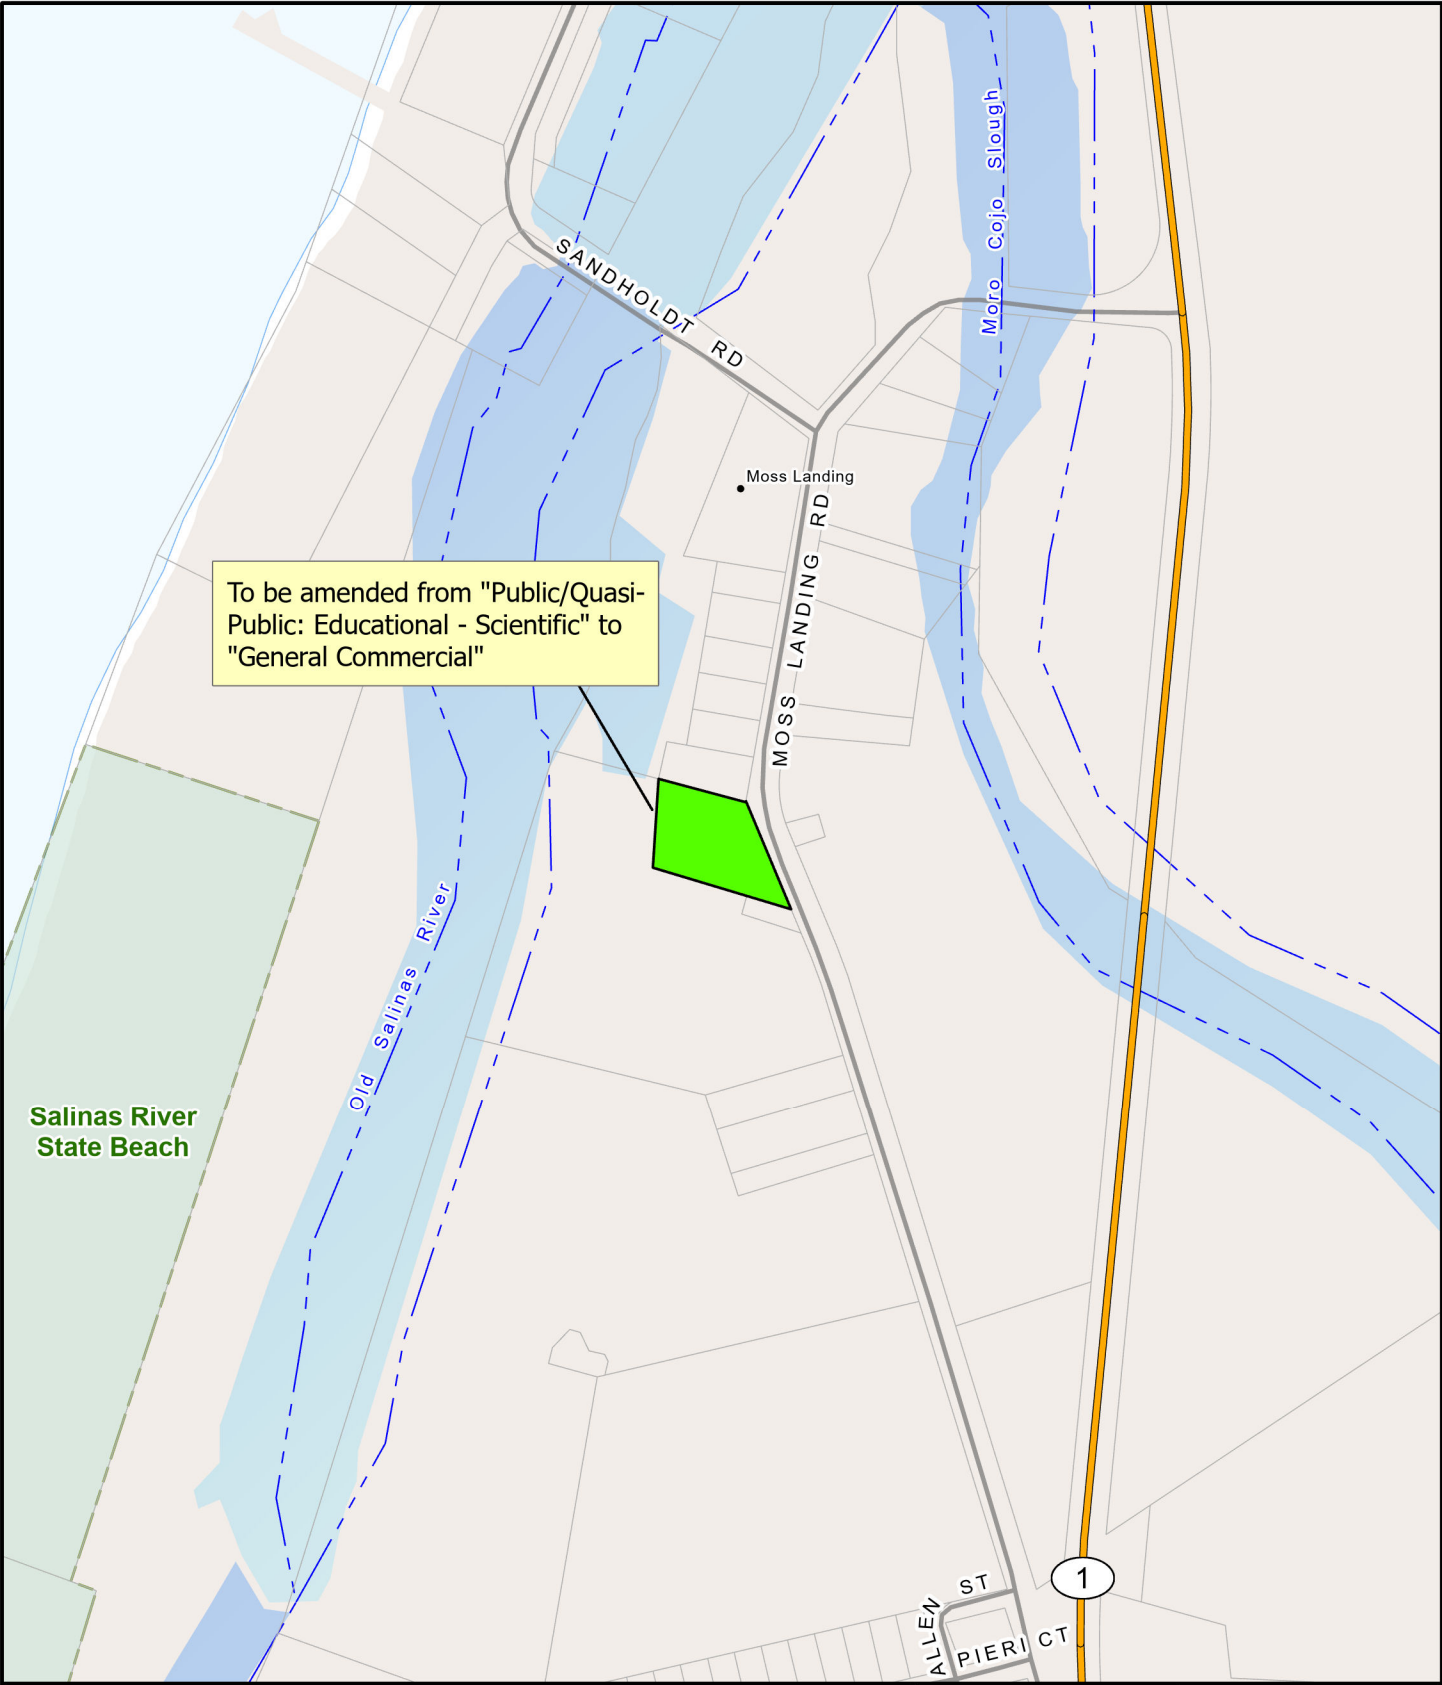 Moro Cojo Slough
SANDHOLDT RD
Moss Landing
MOSS LANDING RD
To be amended from "Public/Quasi-
Public: Educational - Scientific" to
"General Commercial"
Old Salinas River
Salinas River
State Beach
1
ALLEN ST
PIERI CT